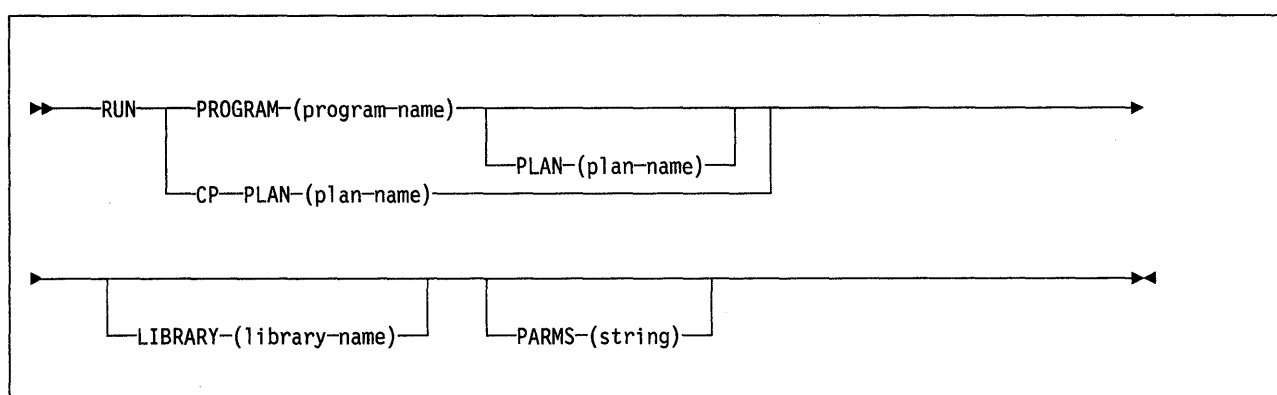 RUN PROGRAM (program-name)
PLAN (plan-name)
CP PLAN (plan-name)
LIBRARY (library-name) PARMS (string)